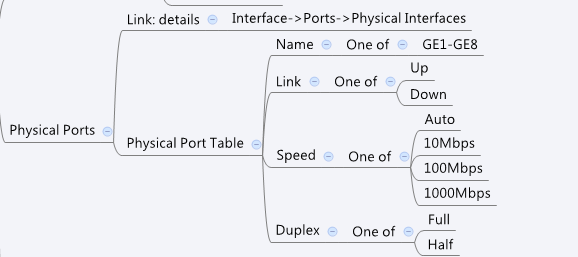 Link: details Interface->Ports->Physical Interfaces
Name One of GE1-GE8
Link One of Up
Down
Physical Ports Physical Port Table
Speed One of Auto
10Mbps
100Mbps
1000Mbps
Duplex One of Full
Half